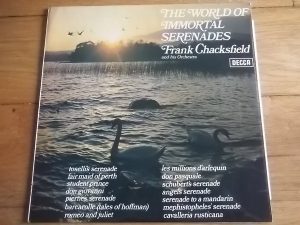 THE WORLD OF
IMMORTAL
SERENADES
Frank Chacksfield
and his Orchestra
DECCA
toselli's serenade
fair maid of perth
student prince
don giovanni
pierne's serenade
barcarolle (tales of hoffman)
romeo and juliet
les millions d'arlequin
don pasquale
schubert's serenade
angel's serenade
serenade to a mandarin
mephistopheles' serenade
cavalleria rusticana